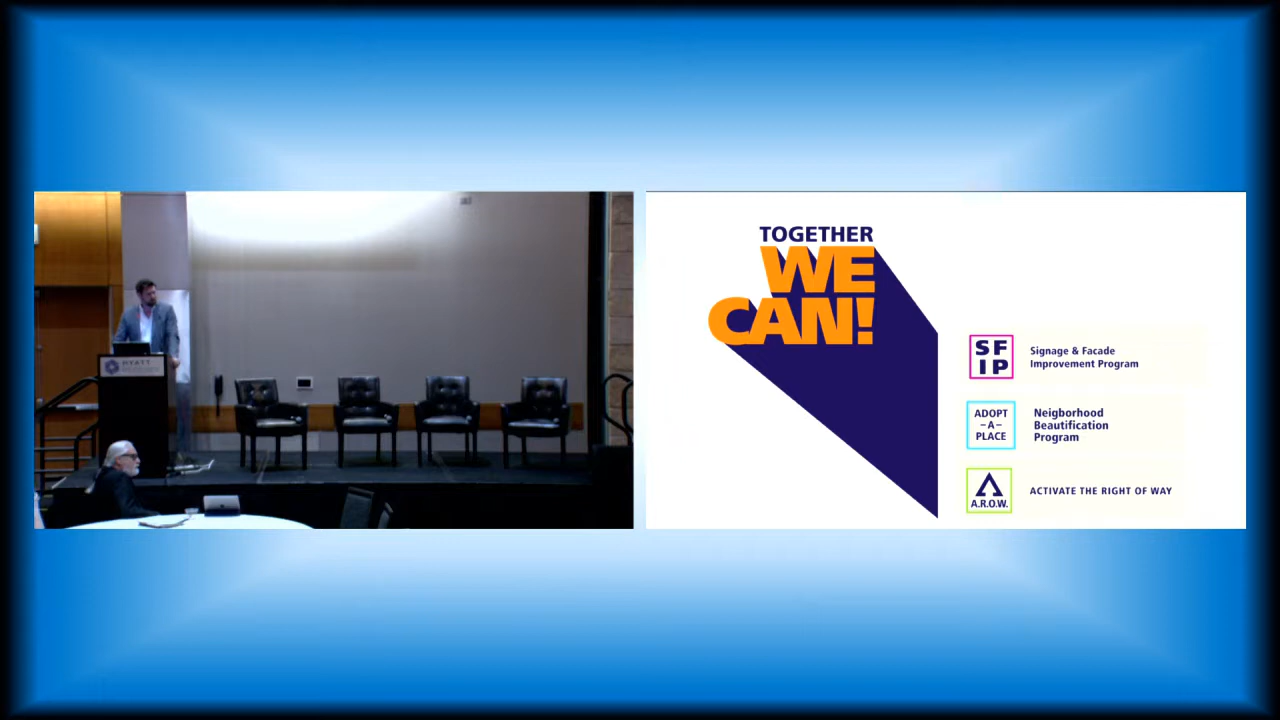 HYATT
TOGETHER
WE
CAN!
SF
IP
Signage & Facade
Improvement Program
ADOPT
–A–
PLACE
Neigborhood
Beautification
Program
A.R.O.W.
ACTIVATE THE RIGHT OF WAY